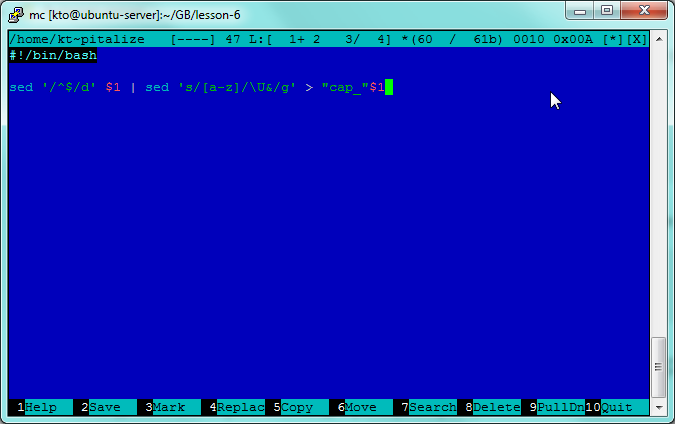 mc [kto@ubuntu-server]:~/GB/lesson-6
/home/kt~pitalize   [----] 47 L:[  1+ 2   3/  4] *(60  /  61b) 0010 0x00A [*][X]
#!/bin/bash
sed '/^$/d' $1 | sed 's/[a-z]/\U&/g' > "cap_"$1
1Help  2Save  3Mark  4Replac 5Copy  6Move  7Search 8Delete 9PullDn 10Quit